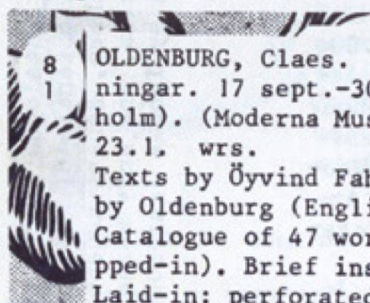 8
1
OLDENBURG, Claes.
ningar. 17 sept.-30
holm). (Moderna Mus
23.1. wrs.
Texts by Öyvind Fah
by Oldenburg (Engli
Catalogue of 47 wor
pped-in). Brief ins
Laid-in: perforated